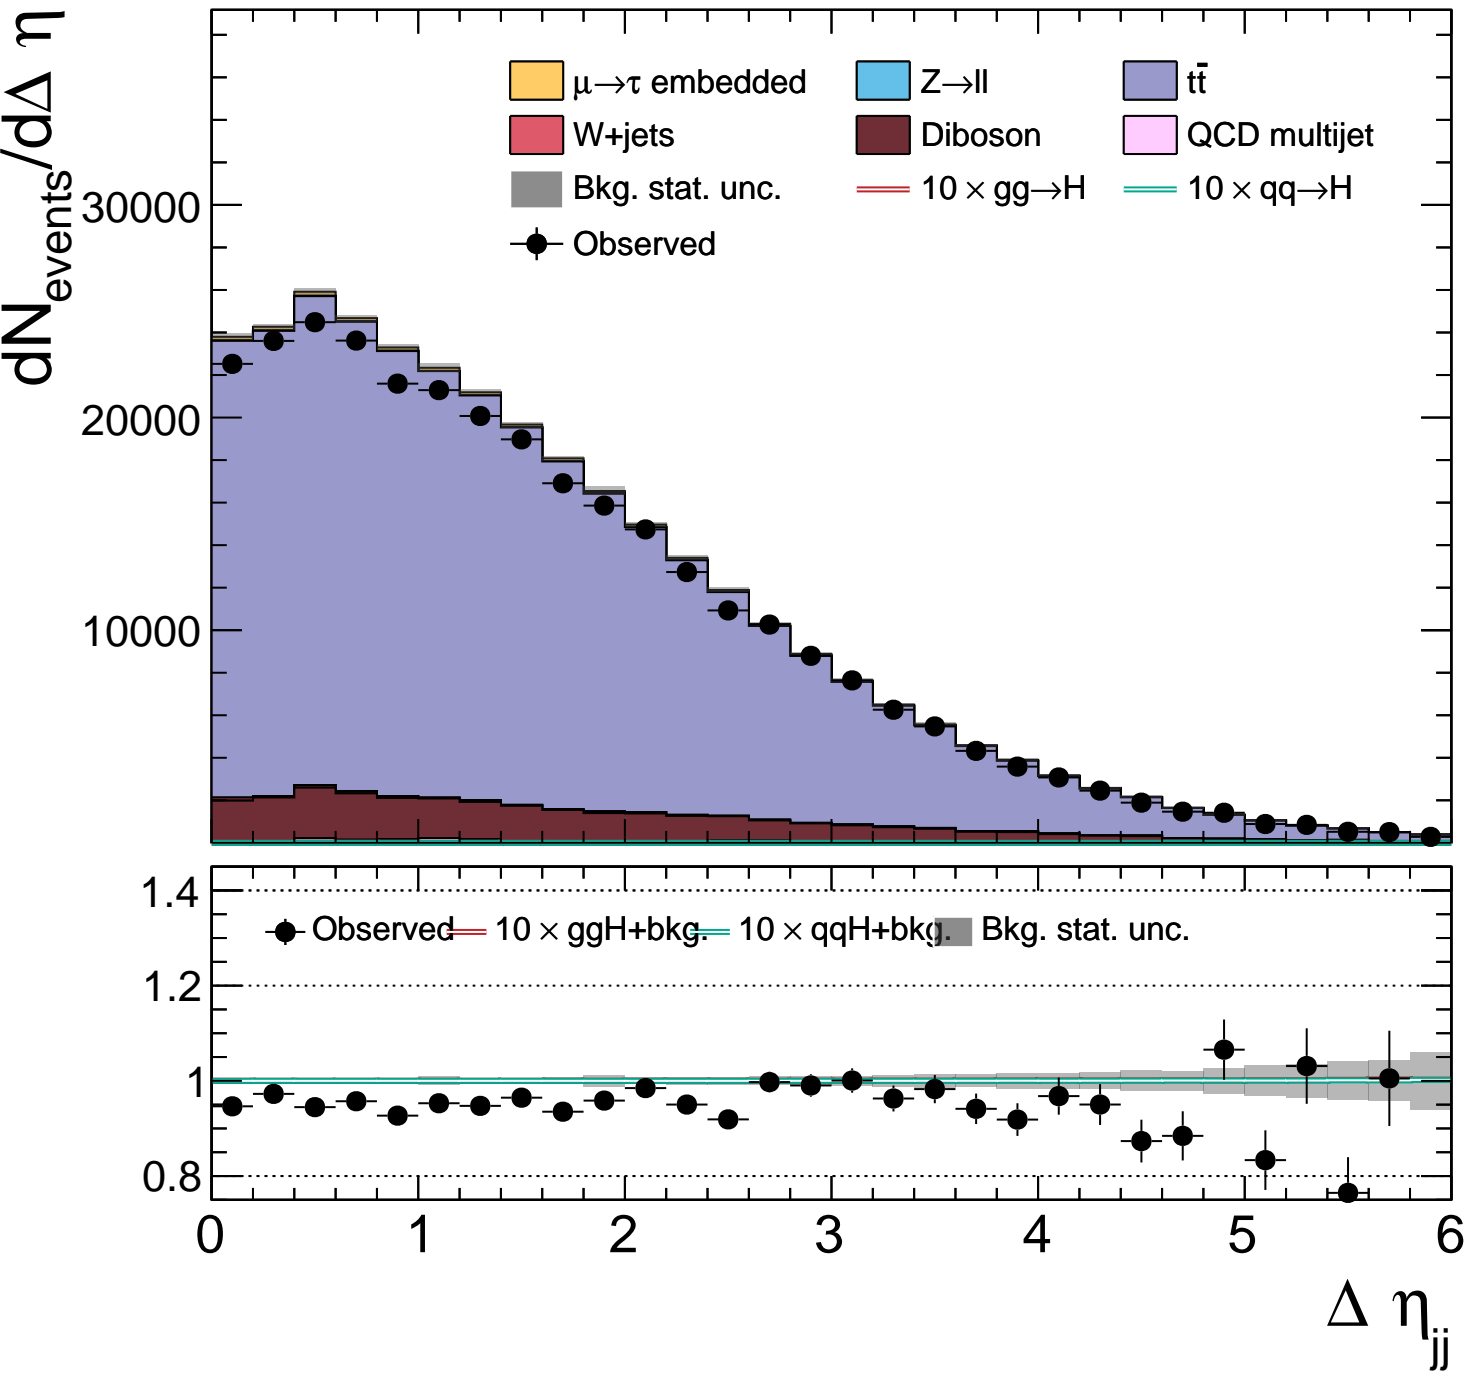 dN_events/dΔ η
μ→τ embedded Z→ll tt̄
W+jets Diboson QCD multijet
Bkg. stat. unc. 10 × gg→H 10 × qq→H
Observed
30000
20000
10000
1.4
Observed 10 × ggH+bkg. 10 × qqH+bkg. Bkg. stat. unc.
1.2
1
0.8
0 1 2 3 4 5 6
Δ η_jj